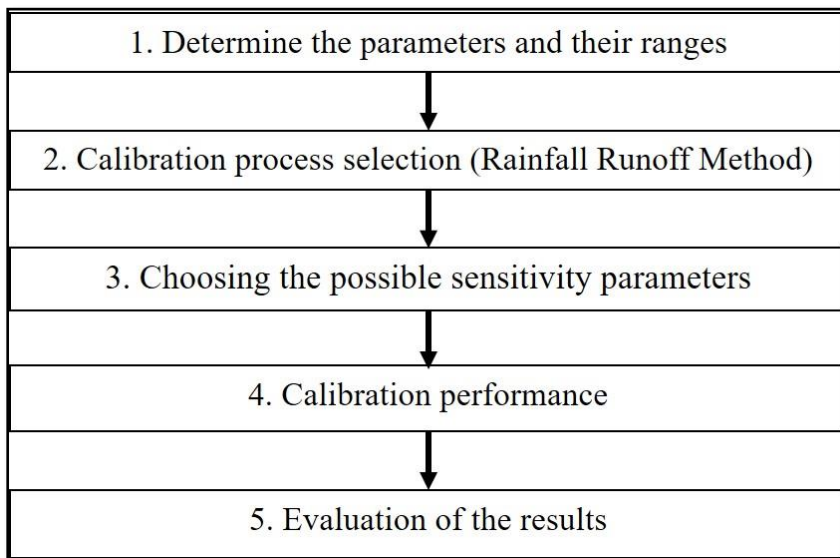 1. Determine the parameters and their ranges
2. Calibration process selection (Rainfall Runoff Method)
3. Choosing the possible sensitivity parameters
4. Calibration performance
5. Evaluation of the results